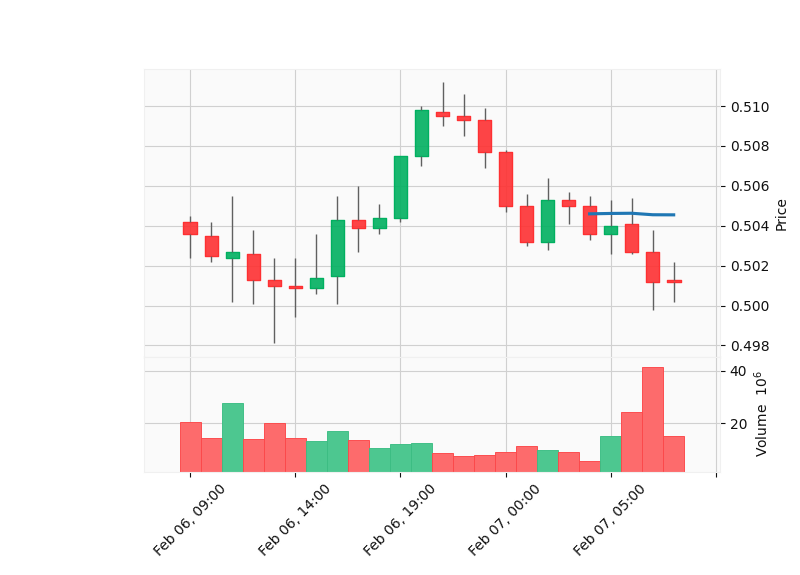 0.510
0.508
0.506
0.504
0.502
0.500
0.498
Price
40
20
Volume 10^6
Feb 06, 09:00
Feb 06, 14:00
Feb 06, 19:00
Feb 07, 00:00
Feb 07, 05:00